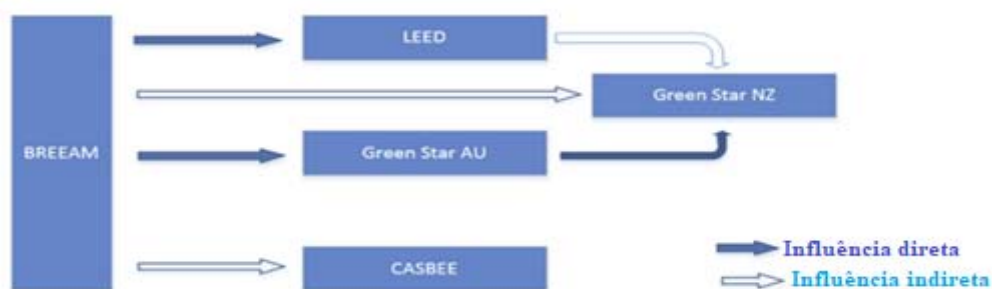 LEED
Green Star NZ
BREEAM
Green Star AU
CASBEE
Influência direta
Influência indireta